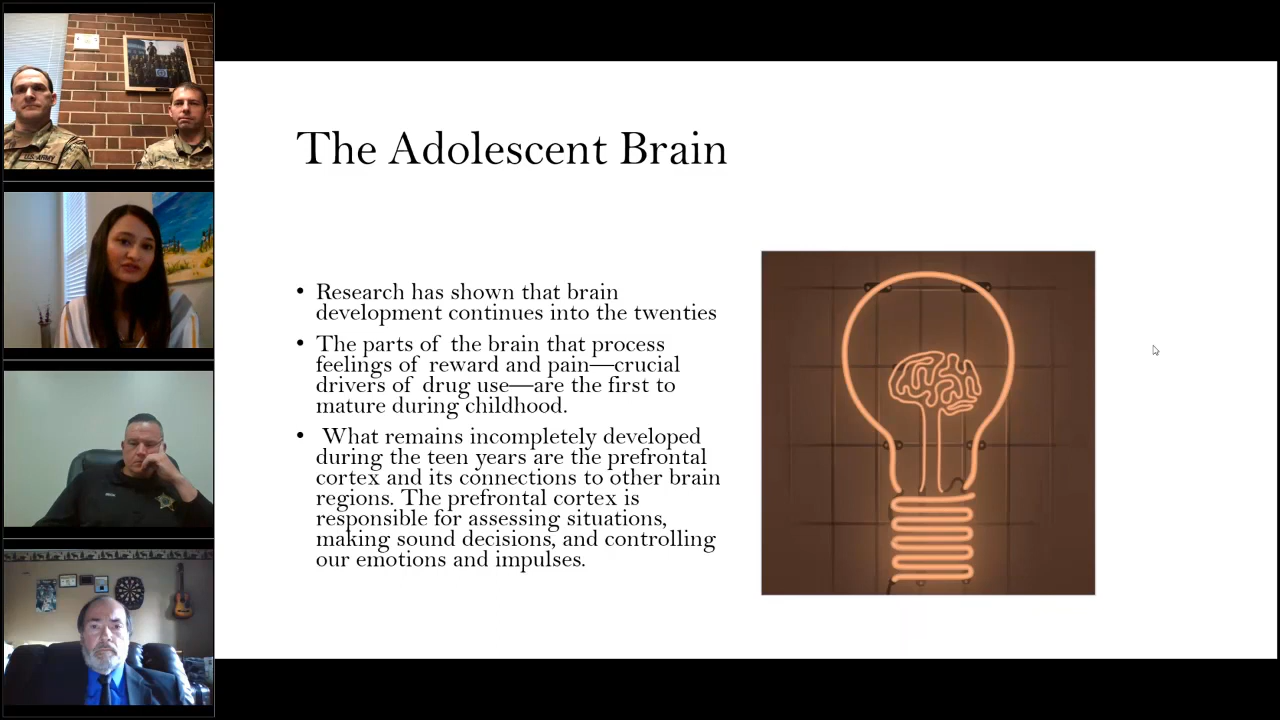 U.S. ARMY
The Adolescent Brain
• Research has shown that brain
development continues into the twenties
• The parts of the brain that process
feelings of reward and pain—crucial
drivers of drug use—are the first to
mature during childhood.
• What remains incompletely developed
during the teen years are the prefrontal
cortex and its connections to other brain
regions. The prefrontal cortex is
responsible for assessing situations,
making sound decisions, and controlling
our emotions and impulses.